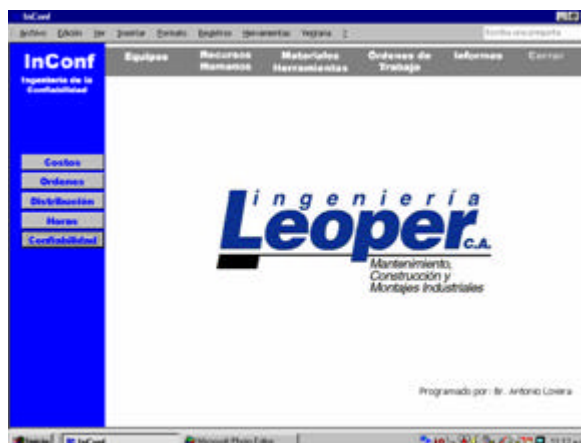 InConf
Archivo Edición Ver Insertar Formato Registros Herramientas Ventana ?
InConf
Ingeniería de la
Confiabilidad
Equipos
Recursos
Humanos
Materiales
Herramientas
Órdenes de
Trabajo
Informes
Cerrar
Costos
Ordenes
Distribución
Horas
Confiabilidad
ingeniería
Leoper C.A.
Mantenimiento,
Construcción y
Montajes Industriales
Programado por: Br. Antonio Lovera
Inicio
InConf
Microsoft Photo Editor